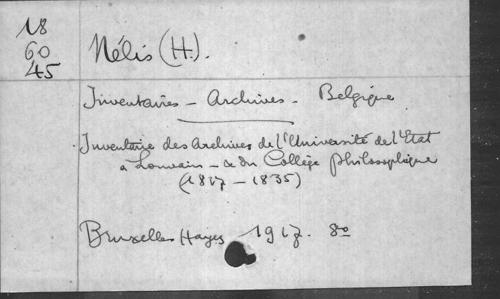 18
60
45
Nélis (H.).
Inventaires - Archives - Belgique
Inventaire des Archives de l'Université de l'Etat
à Louvain - & du Collège philosophique
(1817 - 1835)
Bruxelles Hayez 1917. 8º